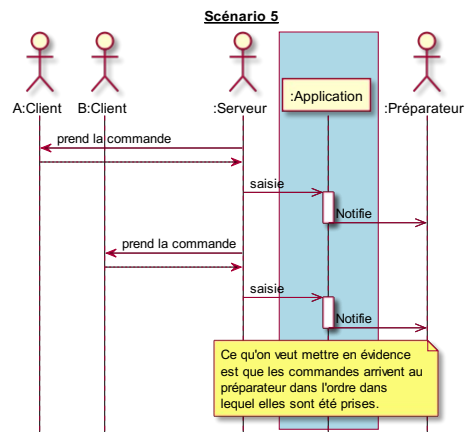 Scénario 5
A:Client
B:Client
:Serveur
:Application
:Préparateur
prend la commande
saisie
Notifie
prend la commande
saisie
Notifie
Ce qu'on veut mettre en évidence
est que les commandes arrivent au
préparateur dans l'ordre dans
lequel elles sont été prises.